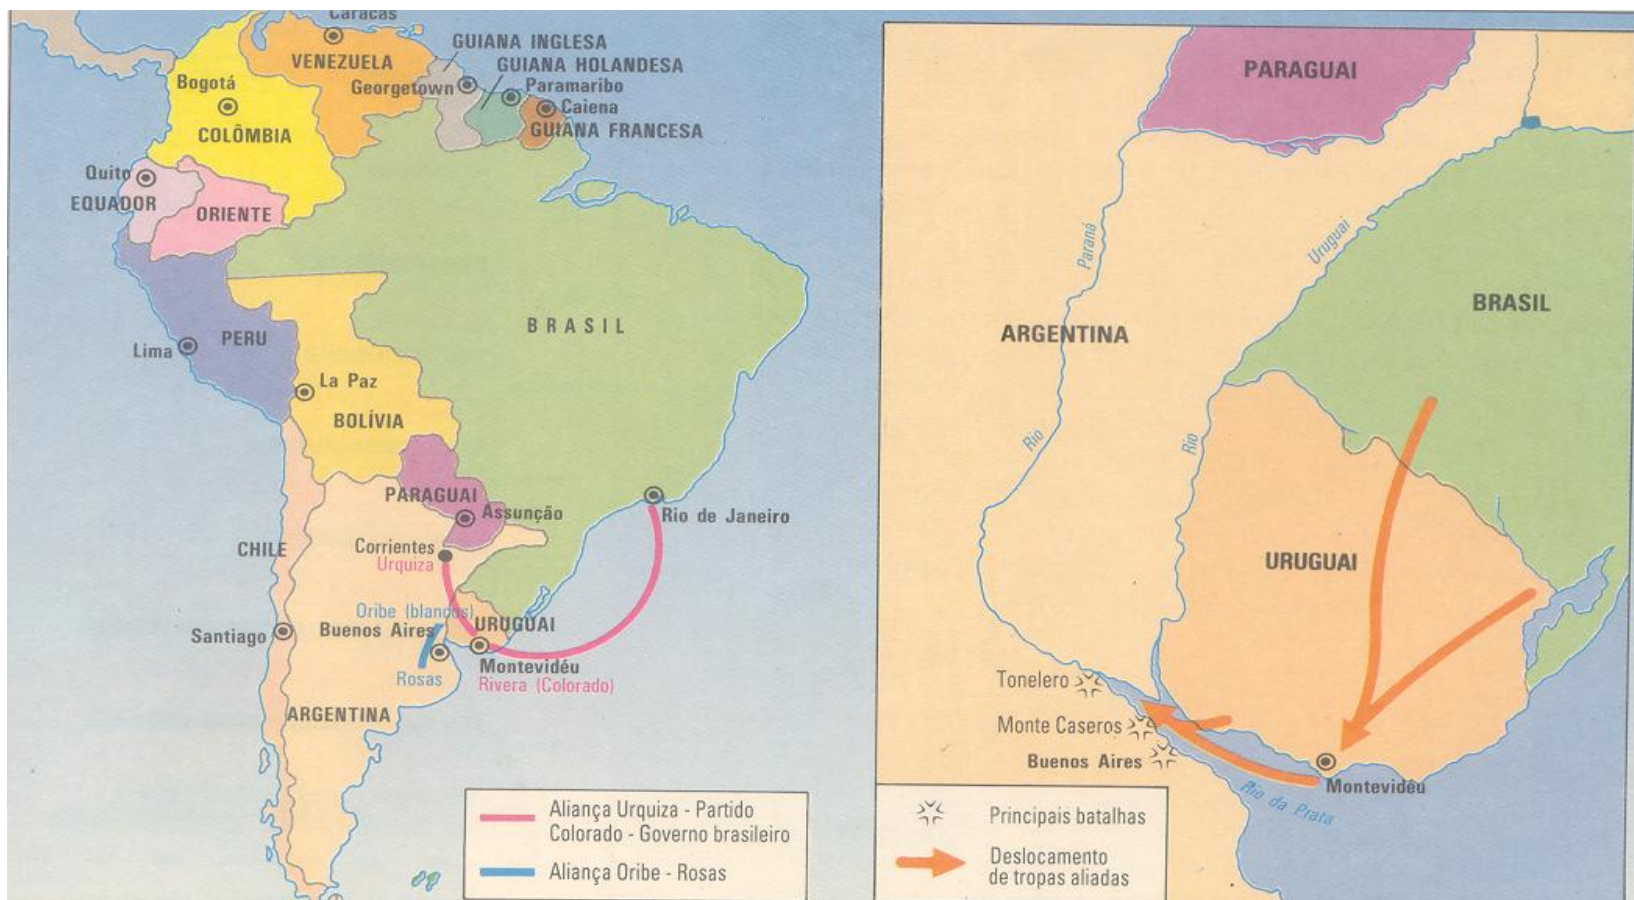 Caracas
VENEZUELA
GUIANA INGLESA
GUIANA HOLANDESA
Bogotá
Georgetown
Paramaribo
Caiena
COLÔMBIA
GUIANA FRANCESA
Quito
EQUADOR
ORIENTE
BRASIL
PERU
Lima
La Paz
BOLÍVIA
PARAGUAI
Assunção
Rio de Janeiro
CHILE
Corrientes
Urquiza
Oribe (blancos)
Santiago
Buenos Aires
URUGUAI
Montevidéu
Rosas
Rivera (Colorado)
ARGENTINA
Aliança Urquiza - Partido
Colorado - Governo brasileiro
Aliança Oribe - Rosas
PARAGUAI
Paraná
Uruguai
BRASIL
ARGENTINA
Rio
Rio
URUGUAI
Tonelero
Monte Caseros
Buenos Aires
Montevidéu
Rio da Prata
Principais batalhas
Deslocamento
de tropas aliadas